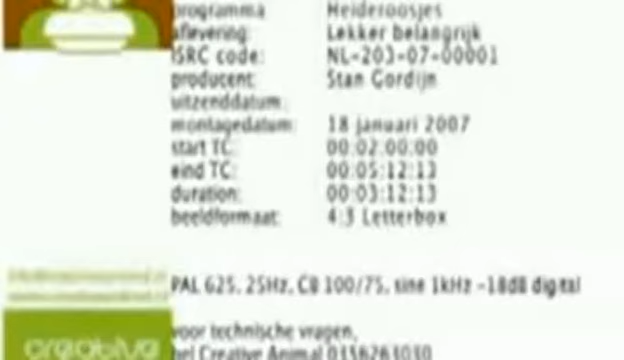 programma Heideroosjes
aflevering: Lekker belangrijk
ISRC code: NL-203-07-00001
producent: Stan Gordijn
uitzenddatum:
montagedatum: 18 januari 2007
start TC: 00:02:00:00
eind TC: 00:05:12:13
duration: 00:03:12:13
beeldformaat: 4:3 Letterbox
PAL 625, 25Hz, CB 100/75, sine 1kHz -18dB digital
creative
voor technische vragen,
bel Creative Animal 0356263030